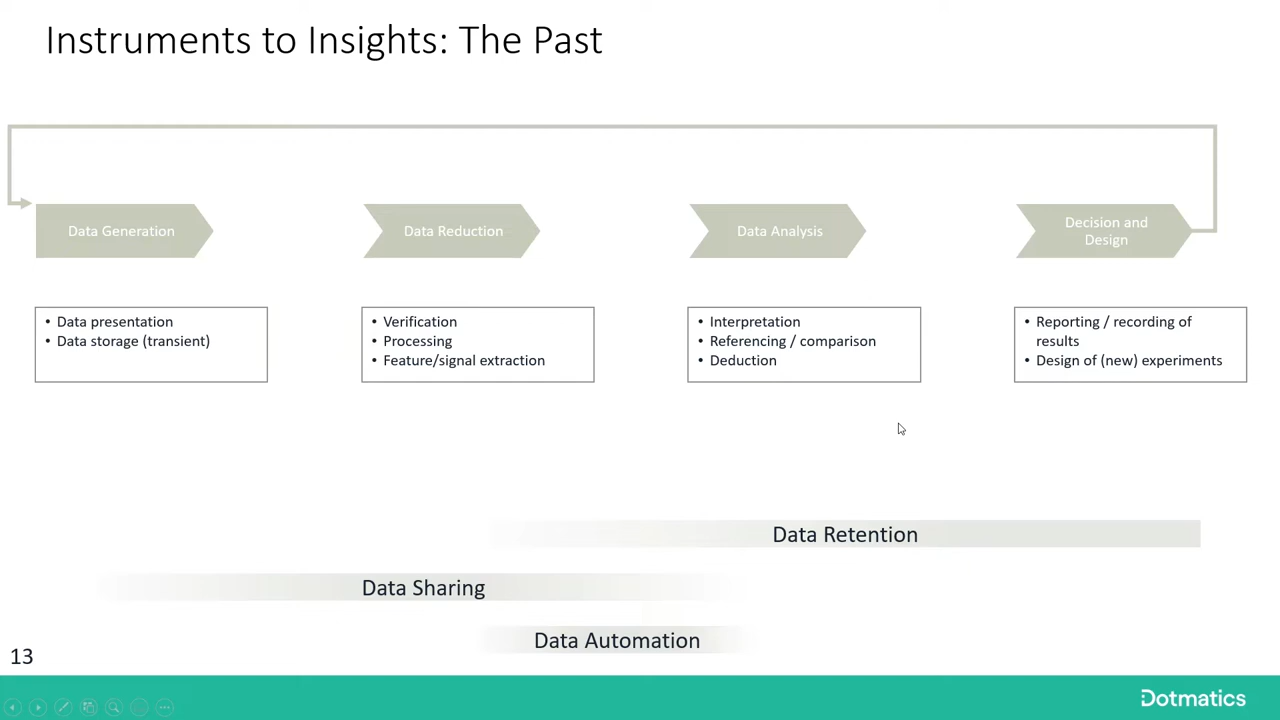 Instruments to Insights: The Past
Data Generation
Data Reduction
Data Analysis
Decision and
Design
• Data presentation
• Data storage (transient)
• Verification
• Processing
• Feature/signal extraction
• Interpretation
• Referencing / comparison
• Deduction
• Reporting / recording of
results
• Design of (new) experiments
Data Retention
Data Sharing
Data Automation
13
Dotmatics